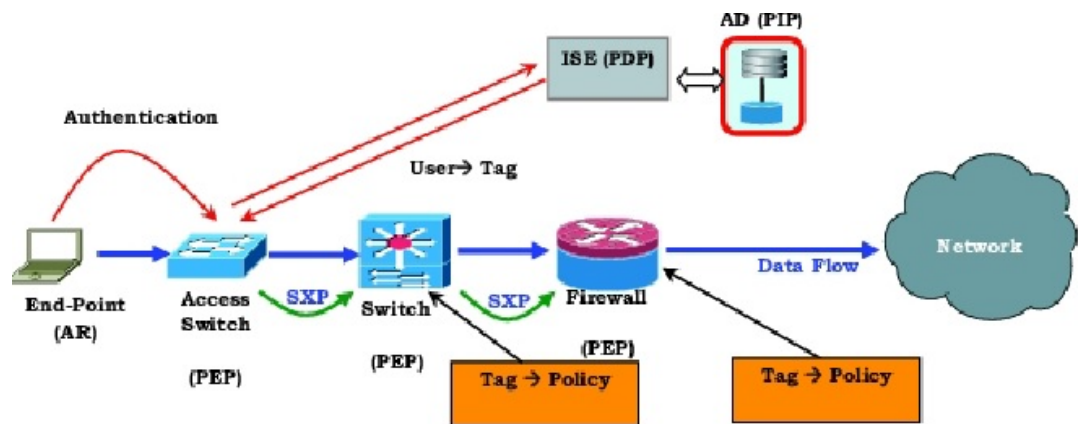 AD (PIP)
ISE (PDP)
Authentication
User→ Tag
Network
Data Flow
SXP
SXP
End-Point
(AR)
Access
Switch
Switch
Firewall
(PEP)
(PEP)
(PEP)
Tag → Policy
Tag → Policy